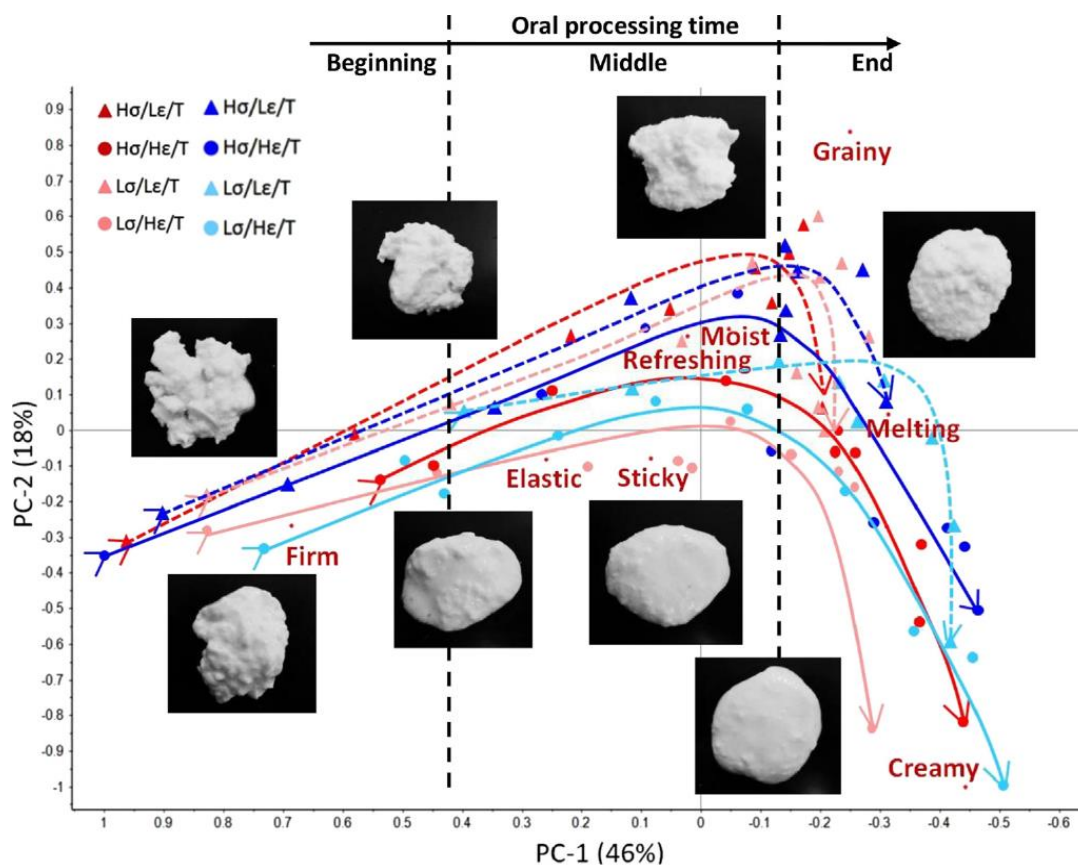 Oral processing time
Beginning Middle End
Hσ/Lε/T Hσ/Lε/T
Hσ/Hε/T Hσ/Hε/T
Lσ/Lε/T Lσ/Lε/T
Lσ/Hε/T Lσ/Hε/T
Grainy
Moist
Refreshing
Melting
Elastic Sticky
Firm
Creamy
PC-2 (18%)
0.9
0.8
0.7
0.6
0.5
0.4
0.3
0.2
0.1
0
-0.1
-0.2
-0.3
-0.4
-0.5
-0.6
-0.7
-0.8
-0.9
-1
1 0.9 0.8 0.7 0.6 0.5 0.4 0.3 0.2 0.1 0 -0.1 -0.2 -0.3 -0.4 -0.5 -0.6
PC-1 (46%)